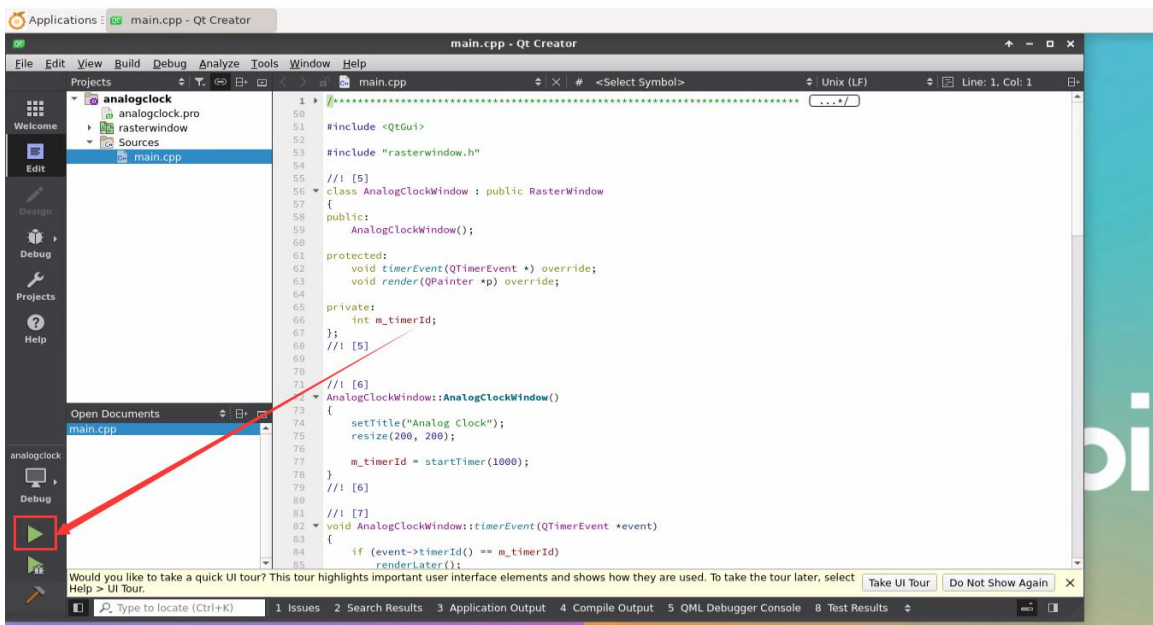 Applications main.cpp - Qt Creator
main.cpp - Qt Creator
File Edit View Build Debug Analyze Tools Window Help
Projects main.cpp # <Select Symbol> Unix (LF) Line: 1, Col: 1
Welcome
Edit
Design
Debug
Projects
Help
analogclock
Debug
analogclock
analogclock.pro
rasterwindow
Sources
main.cpp
Open Documents
main.cpp
1 /*************************************************************************** ...*/
50
51 #include <QtGui>
52
53 #include "rasterwindow.h"
54
55 //! [5]
56 class AnalogClockWindow : public RasterWindow
57 {
58 public:
59     AnalogClockWindow();
60
61 protected:
62     void timerEvent(QTimerEvent *) override;
63     void render(QPainter *p) override;
64
65 private:
66     int m_timerId;
67 };
68 //! [5]
69
70
71 //! [6]
72 AnalogClockWindow::AnalogClockWindow()
73 {
74     setTitle("Analog Clock");
75     resize(200, 200);
76
77     m_timerId = startTimer(1000);
78 }
79 //! [6]
80
81 //! [7]
82 void AnalogClockWindow::timerEvent(QTimerEvent *event)
83 {
84     if (event->timerId() == m_timerId)
85         renderLater();
Would you like to take a quick UI tour? This tour highlights important user interface elements and shows how they are used. To take the tour later, select
Help > UI Tour.
Take UI Tour Do Not Show Again
Type to locate (Ctrl+K) 1 Issues 2 Search Results 3 Application Output 4 Compile Output 5 QML Debugger Console 8 Test Results